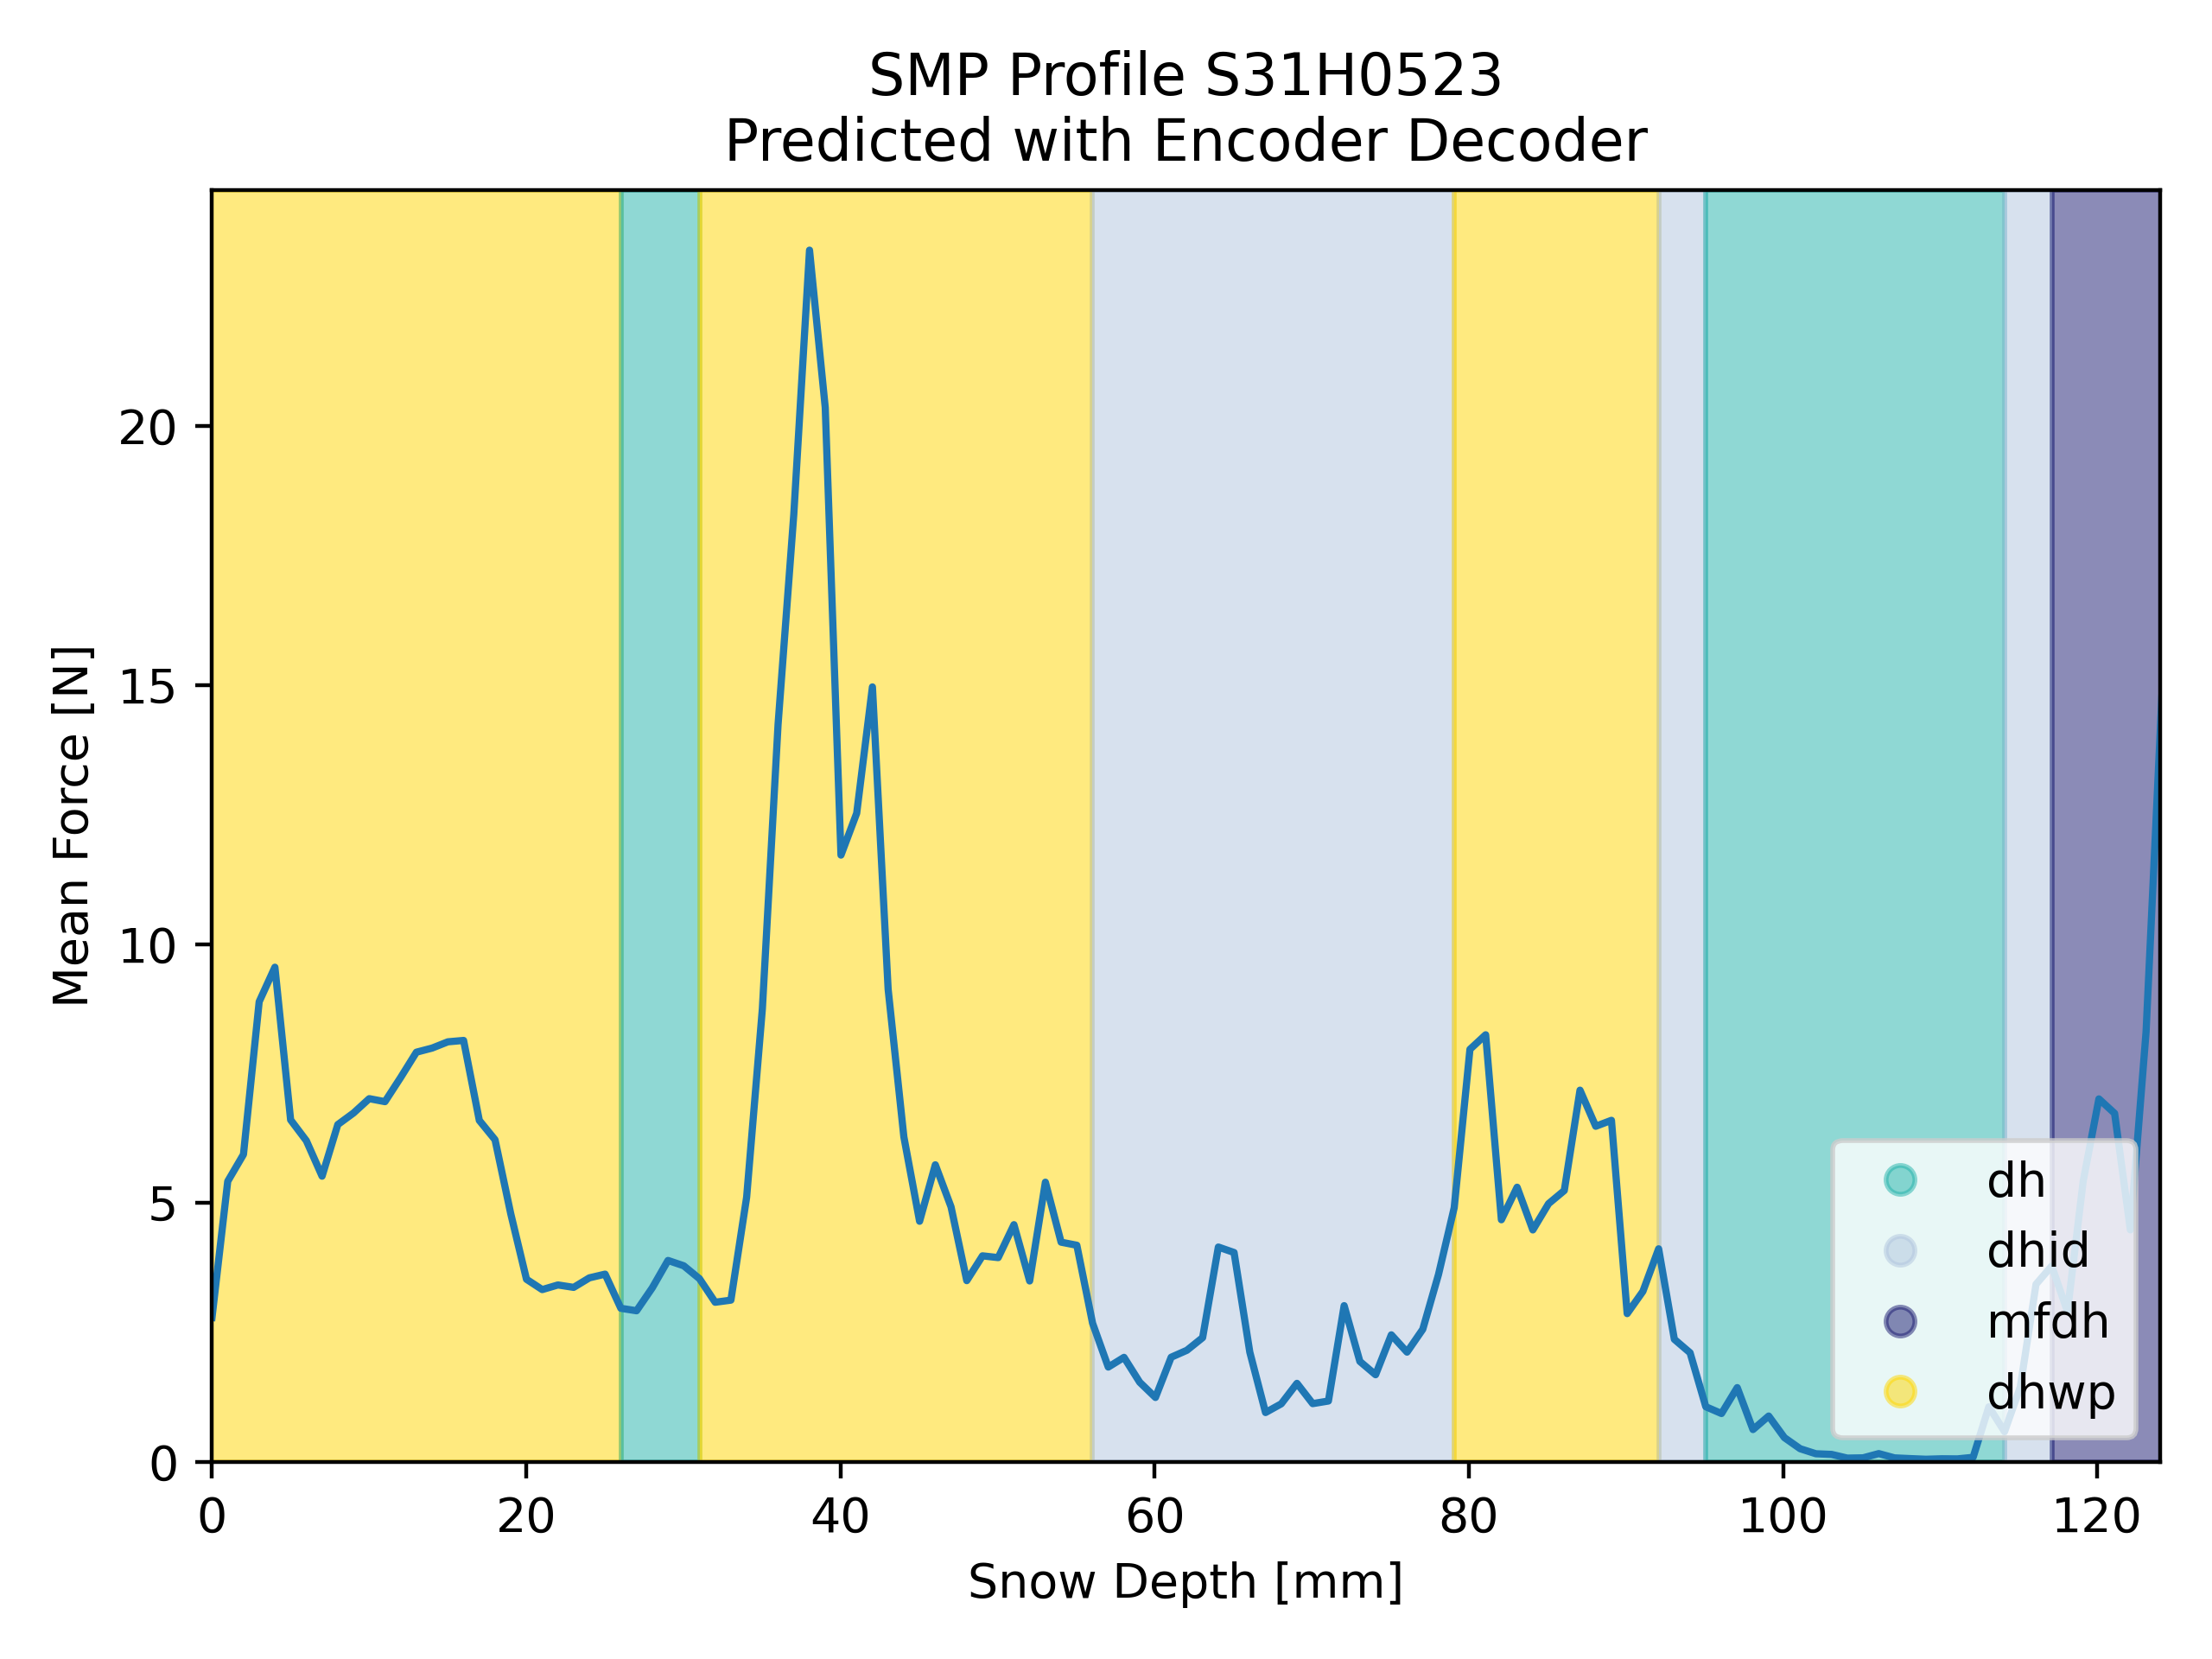 SMP Profile S31H0523
Predicted with Encoder Decoder
Mean Force [N]
20
15
10
5
0
0 20 40 60 80 100 120
Snow Depth [mm]
dh
dhid
mfdh
dhwp